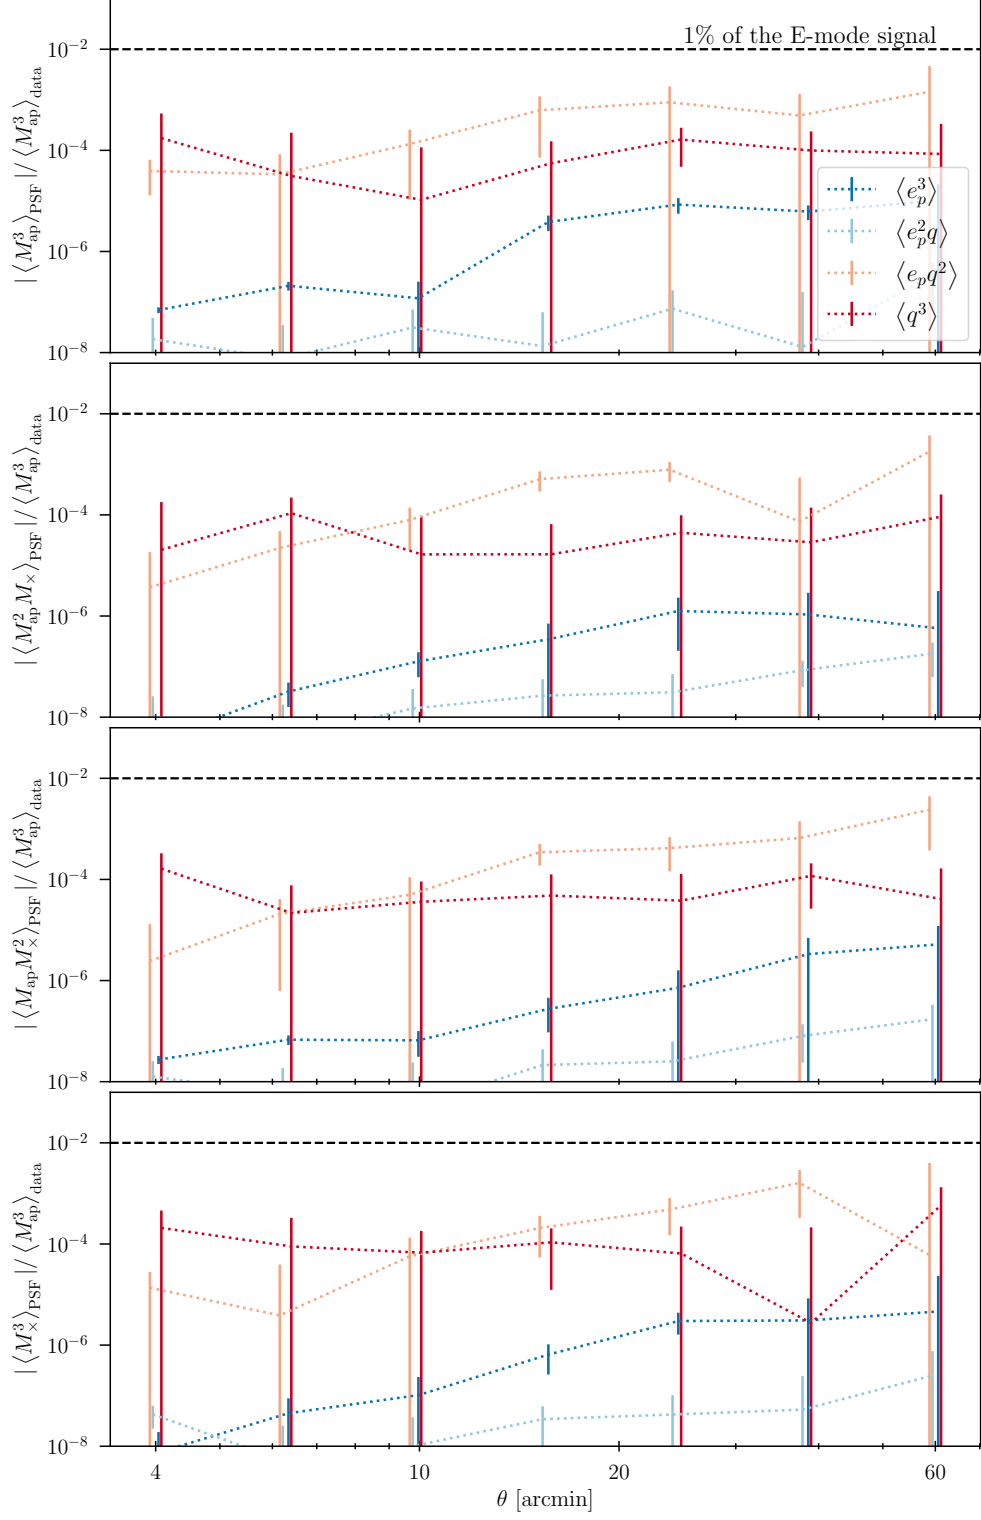 1% of the E-mode signal
|⟨M_ap^3⟩_PSF|/⟨M_ap^3⟩_data
10^−2
10^−4
10^−6
10^−8
⟨e_p^3⟩
⟨e_p^2 q⟩
⟨e_p q^2⟩
⟨q^3⟩
|⟨M_ap^2 M_×⟩_PSF|/⟨M_ap^3⟩_data
10^−2
10^−4
10^−6
10^−8
|⟨M_ap M_×^2⟩_PSF|/⟨M_ap^3⟩_data
10^−2
10^−4
10^−6
10^−8
|⟨M_×^3⟩_PSF|/⟨M_ap^3⟩_data
10^−2
10^−4
10^−6
10^−8
4 10 20 60
θ [arcmin]